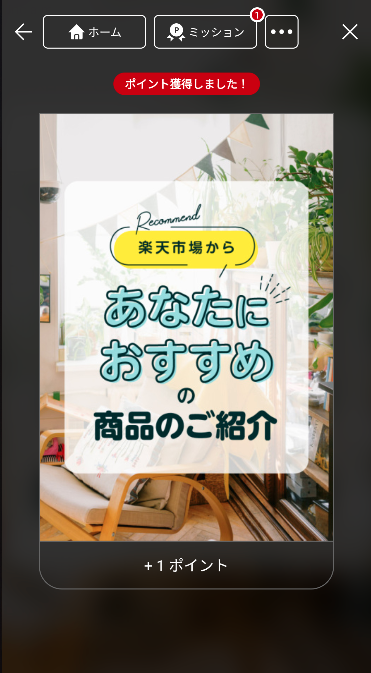 ホーム
ミッション
1
ポイント獲得しました！
Recommend
楽天市場から
あなたに
おすすめ
の
商品のご紹介
+1 ポイント